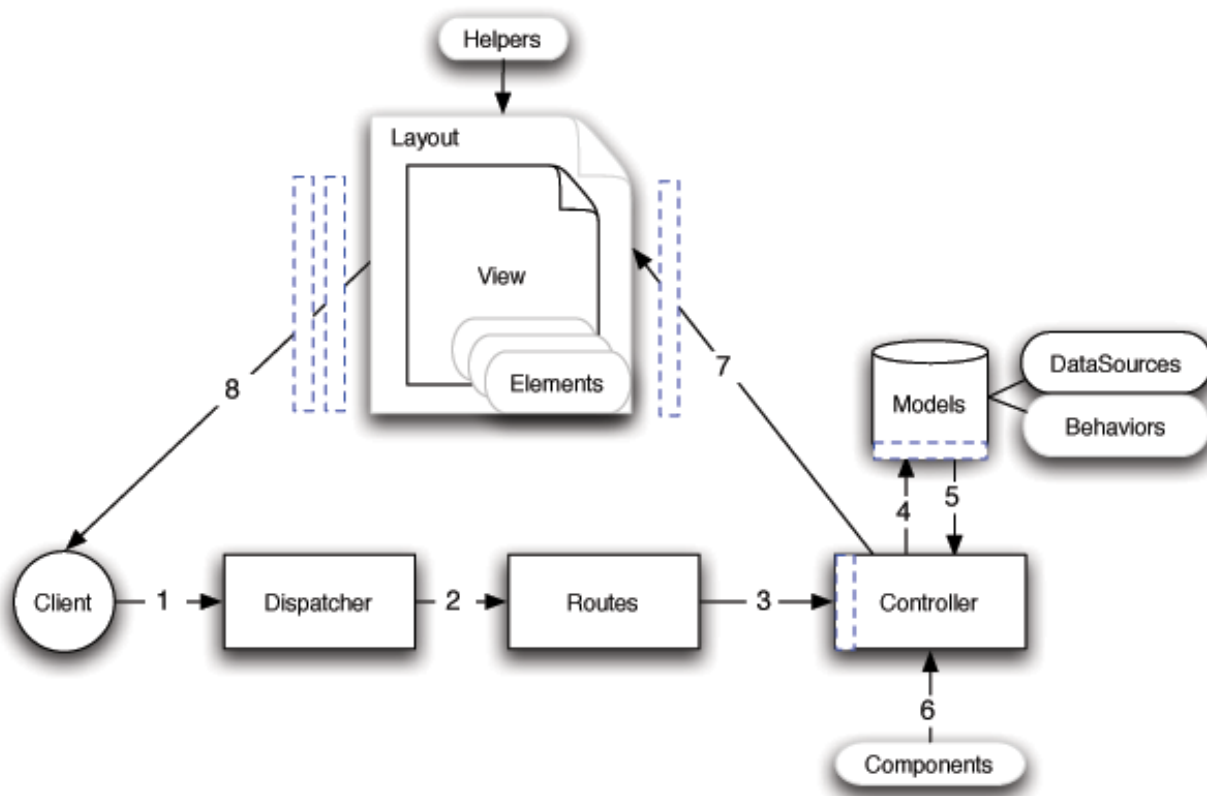 Helpers
Layout
View
Elements
8
7
Models
DataSources
Behaviors
4
5
Client
1
Dispatcher
2
Routes
3
Controller
6
Components